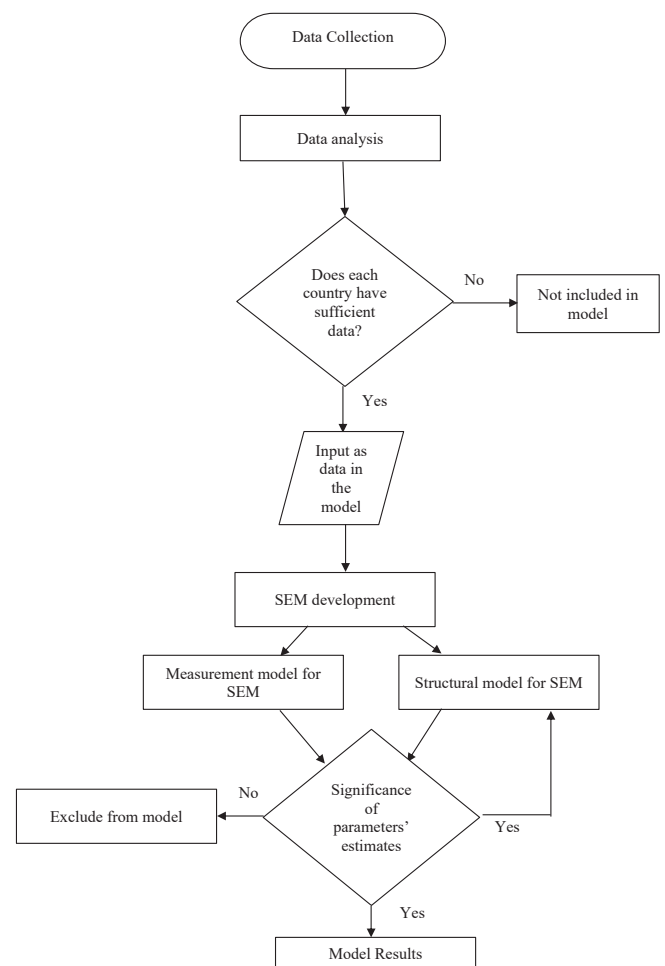 Data Collection
Data analysis
Does each
country have
sufficient
data?
No
Not included in
model
Yes
Input as
data in
the
model
SEM development
Measurement model for
SEM
Structural model for SEM
Significance
of
parameters’
estimates
No
Exclude from model
Yes
Yes
Model Results